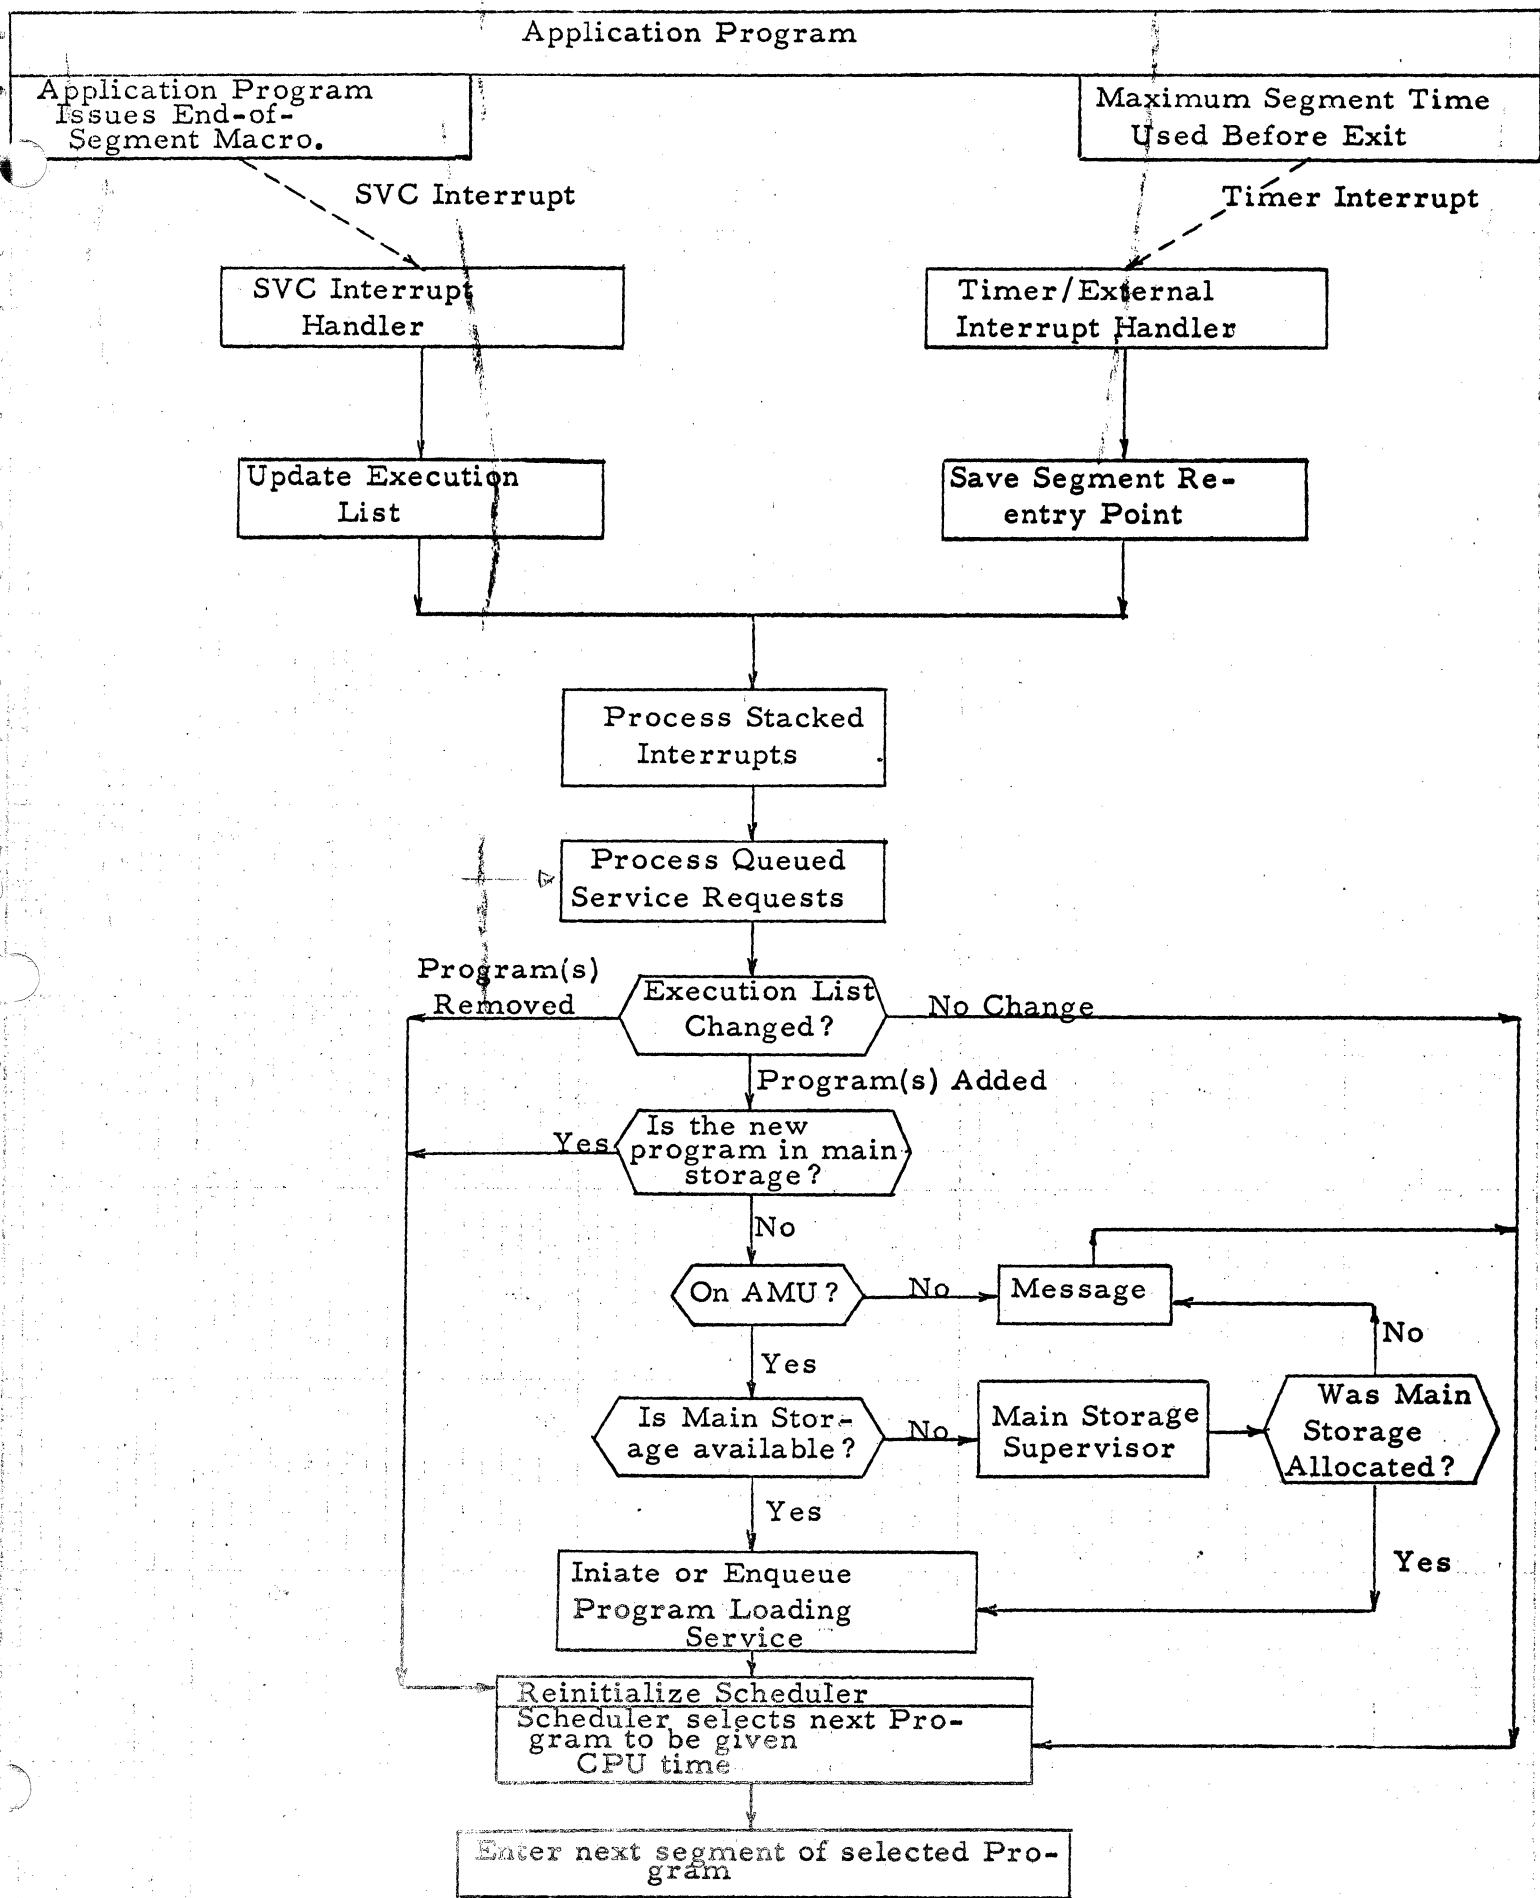 Application Program
Application Program
Issues End-of-
Segment Macro.
Maximum Segment Time
Used Before Exit
SVC Interrupt
Timer Interrupt
SVC Interrupt
Handler
Timer/External
Interrupt Handler
Update Execution
List
Save Segment Re-
entry Point
Process Stacked
Interrupts
Process Queued
Service Requests
Program(s)
Removed
Execution List
Changed?
No Change
Program(s) Added
Yes
Is the new
program in main
storage?
No
On AMU?
No
Message
No
Yes
Is Main Stor-
age available?
No
Main Storage
Supervisor
Was Main
Storage
Allocated?
Yes
Yes
Iniate or Enqueue
Program Loading
Service
Reinitialize Scheduler
Scheduler selects next Pro-
gram to be given
CPU time
Enter next segment of selected Pro-
gram